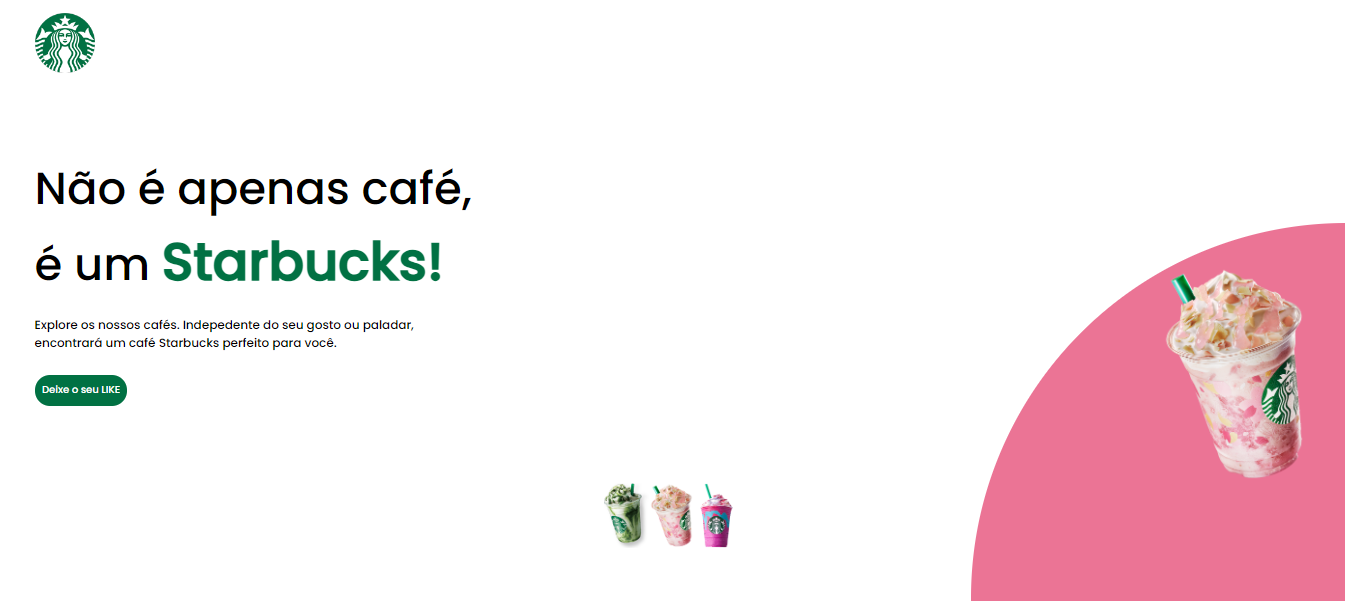 Não é apenas café,
é um Starbucks!
Explore os nossos cafés. Indepedente do seu gosto ou paladar,
encontrará um café Starbucks perfeito para você.
Deixe o seu LIKE